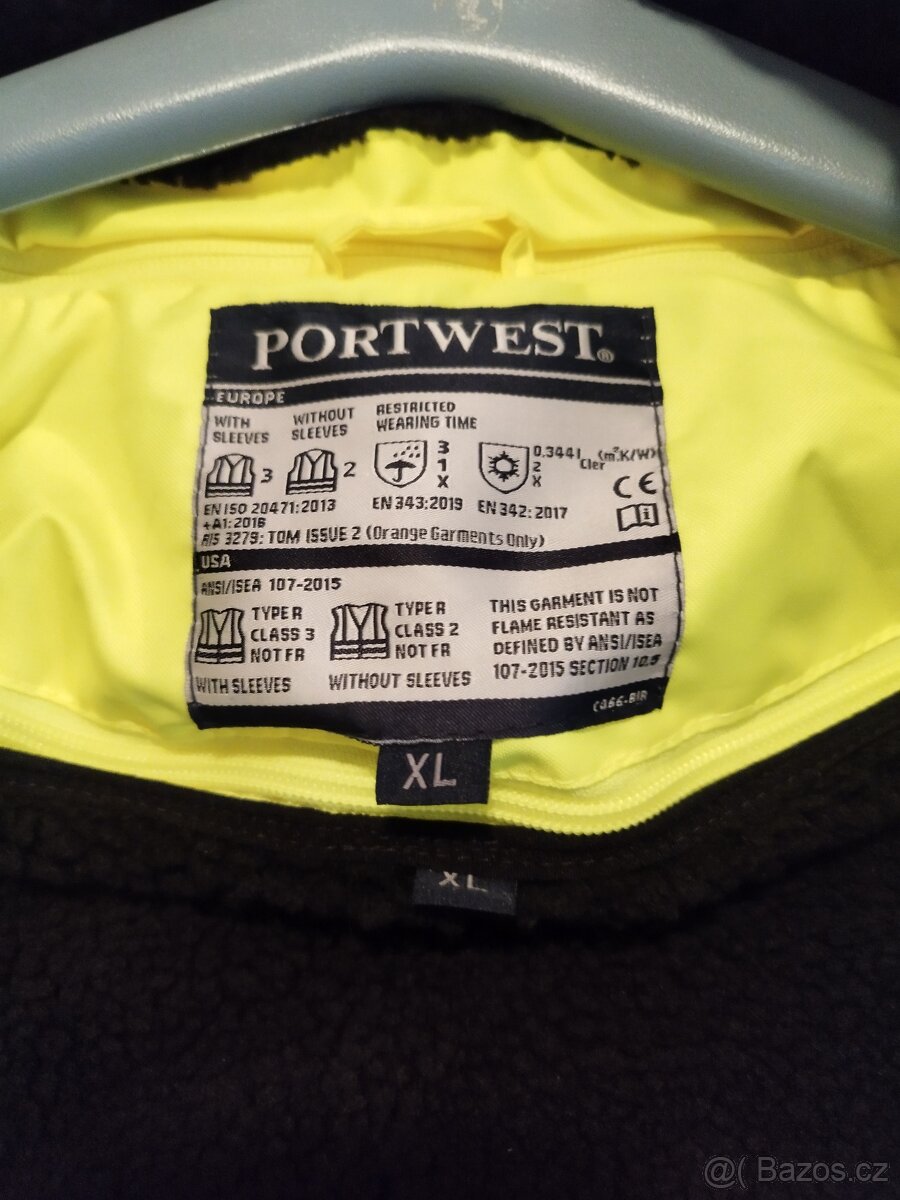 PORTWEST®
EUROPE
WITH SLEEVES
WITHOUT SLEEVES
RESTRICTED WEARING TIME
3
2
3
1
X
0.344 I Cler (m².K/W)
2
X
CE
i
EN ISO 20471:2013
+A1:2016
EN 343:2019
EN 342:2017
RIS 3279: TOM ISSUE 2 (Orange Garments Only)
USA
ANSI/ISEA 107-2015
TYPE R
CLASS 3
NOT FR
WITH SLEEVES
TYPE R
CLASS 2
NOT FR
WITHOUT SLEEVES
THIS GARMENT IS NOT
FLAME RESISTANT AS
DEFINED BY ANSI/ISEA
107-2015 SECTION 10.5
XL
XL
@( Bazos.cz